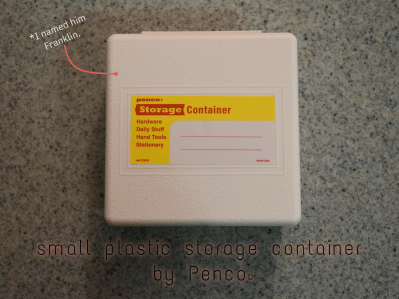 *I named him
Franklin.
penco®
Storage Container
Hardware
Daily Stuff
Hand Tools
Stationery
small plastic storage container
by Penco.